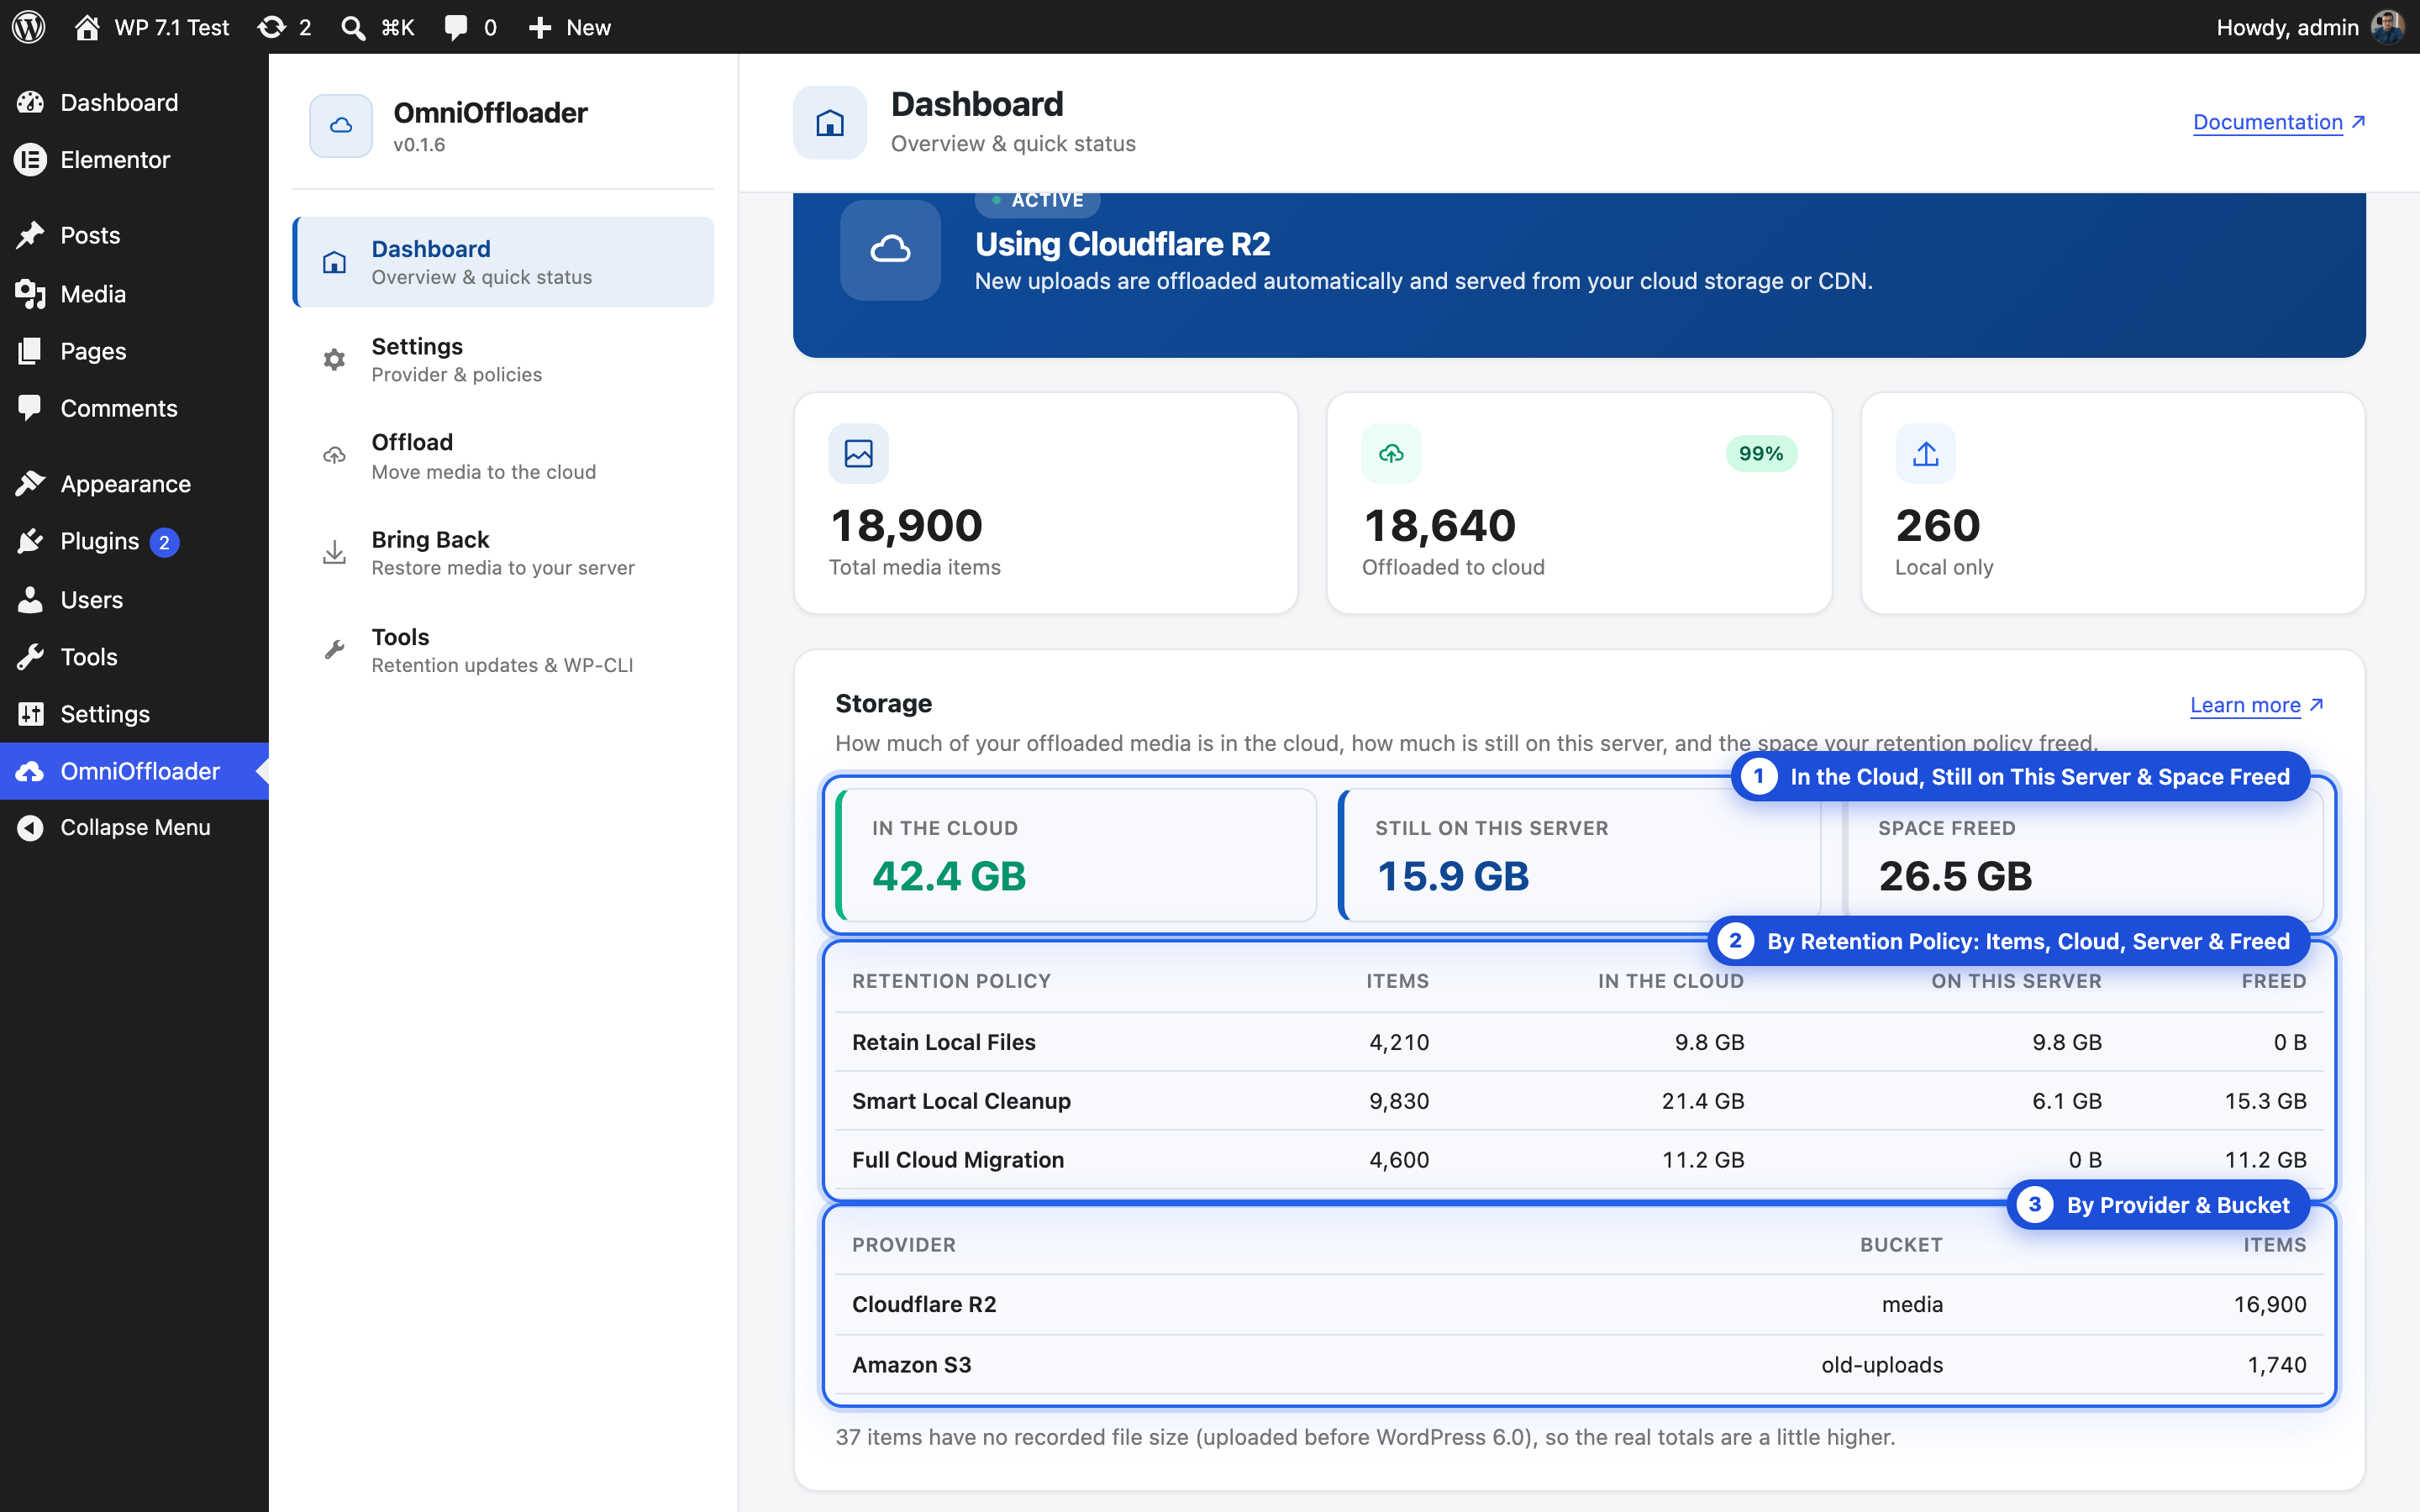 WP 7.1 Test 2 ⌘K 0 New
Howdy, admin
Dashboard
Elementor
Posts
Media
Pages
Comments
Appearance
Plugins 2
Users
Tools
Settings
OmniOffloader
Collapse Menu
OmniOffloader
v0.1.6
Dashboard
Overview & quick status
Settings
Provider & policies
Offload
Move media to the cloud
Bring Back
Restore media to your server
Tools
Retention updates & WP-CLI
Dashboard
Overview & quick status
Documentation
ACTIVE
Using Cloudflare R2
New uploads are offloaded automatically and served from your cloud storage or CDN.
18,900
Total media items
99%
18,640
Offloaded to cloud
260
Local only
Storage
Learn more
How much of your offloaded media is in the cloud, how much is still on this server, and the space your retention policy freed.
1 In the Cloud, Still on This Server & Space Freed
IN THE CLOUD
42.4 GB
STILL ON THIS SERVER
15.9 GB
SPACE FREED
26.5 GB
2 By Retention Policy: Items, Cloud, Server & Freed
RETENTION POLICY ITEMS IN THE CLOUD ON THIS SERVER FREED
Retain Local Files 4,210 9.8 GB 9.8 GB 0 B
Smart Local Cleanup 9,830 21.4 GB 6.1 GB 15.3 GB
Full Cloud Migration 4,600 11.2 GB 0 B 11.2 GB
3 By Provider & Bucket
PROVIDER BUCKET ITEMS
Cloudflare R2 media 16,900
Amazon S3 old-uploads 1,740
37 items have no recorded file size (uploaded before WordPress 6.0), so the real totals are a little higher.